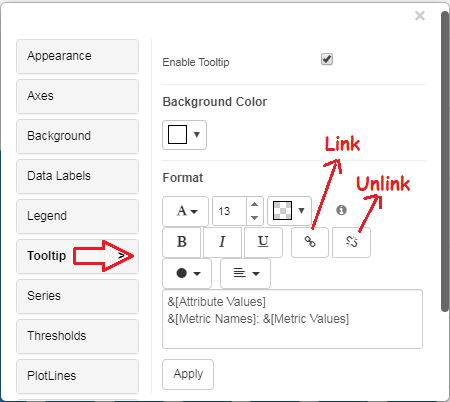 ×
Appearance
Axes
Background
Data Labels
Legend
Tooltip >
Series
Thresholds
PlotLines
Enable Tooltip
Background Color
Link
Unlink
Format
A 13
B I U
&[Attribute Values]
&[Metric Names]: &[Metric Values]
Apply